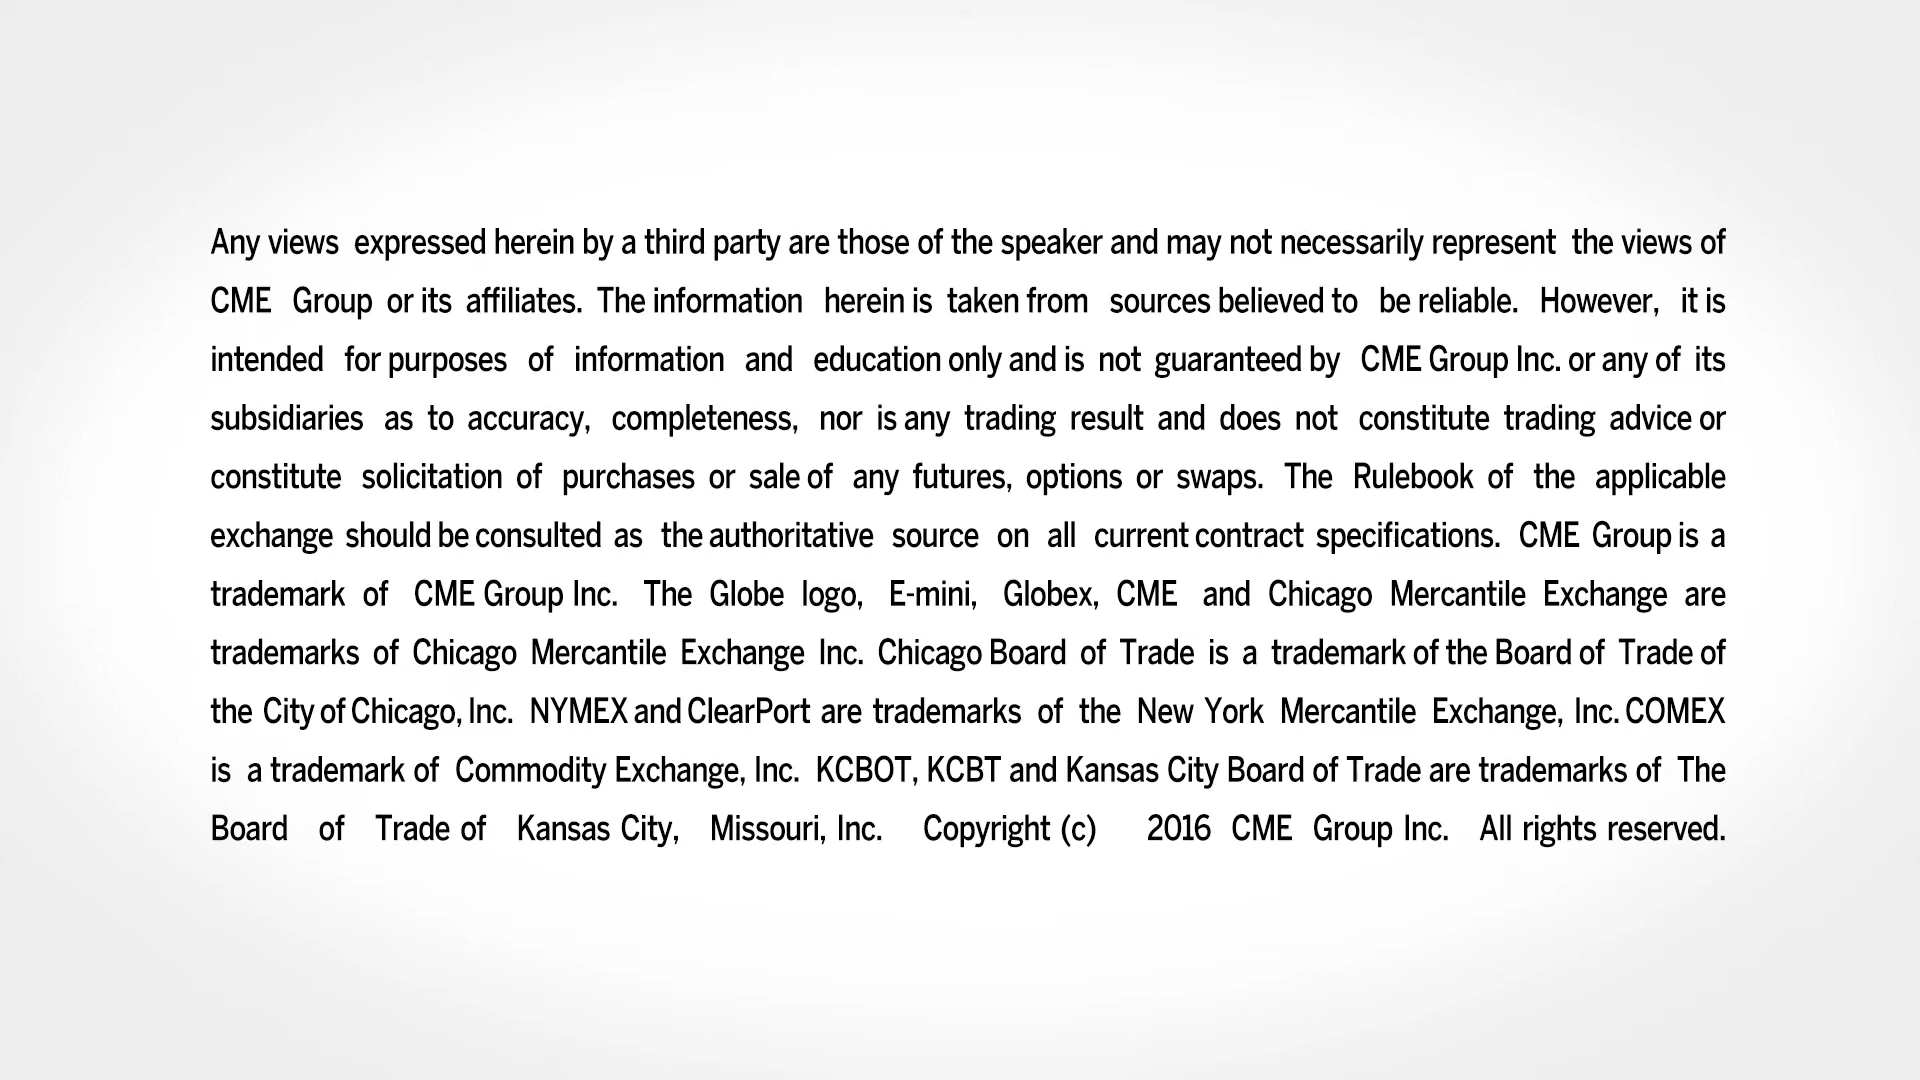 Any views expressed herein by a third party are those of the speaker and may not necessarily represent the views of
CME Group or its affiliates. The information herein is taken from sources believed to be reliable. However, it is
intended for purposes of information and education only and is not guaranteed by CME Group Inc. or any of its
subsidiaries as to accuracy, completeness, nor is any trading result and does not constitute trading advice or
constitute solicitation of purchases or sale of any futures, options or swaps. The Rulebook of the applicable
exchange should be consulted as the authoritative source on all current contract specifications. CME Group is a
trademark of CME Group Inc. The Globe logo, E-mini, Globex, CME and Chicago Mercantile Exchange are
trademarks of Chicago Mercantile Exchange Inc. Chicago Board of Trade is a trademark of the Board of Trade of
the City of Chicago, Inc. NYMEX and ClearPort are trademarks of the New York Mercantile Exchange, Inc. COMEX
is a trademark of Commodity Exchange, Inc. KCBOT, KCBT and Kansas City Board of Trade are trademarks of The
Board of Trade of Kansas City, Missouri, Inc. Copyright (c) 2016 CME Group Inc. All rights reserved.